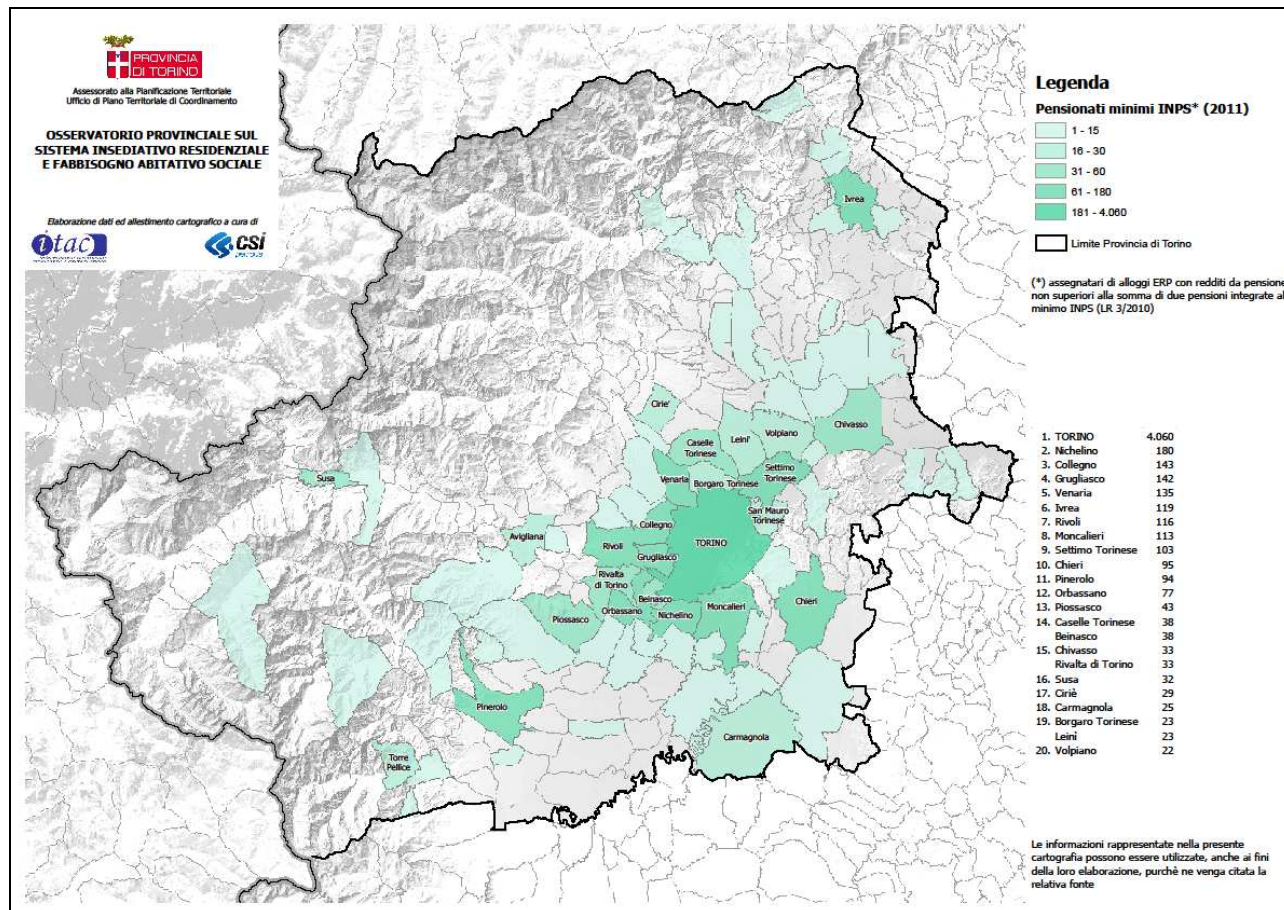 PROVINCIA
DI TORINO
Assessorato alla Pianificazione Territoriale
Ufficio di Piano Territoriale di Coordinamento
OSSERVATORIO PROVINCIALE SUL
SISTEMA INSEDIATIVO RESIDENZIALE
E FABBISOGNO ABITATIVO SOCIALE
Elaborazione dati ed allestimento cartografico a cura di
itac
CSI
Legenda
Pensionati minimi INPS* (2011)
1 - 15
16 - 30
31 - 60
61 - 180
181 - 4.060
Limite Provincia di Torino
(*) assegnatari di alloggi ERP con redditi da pensione
non superiori alla somma di due pensioni integrate al
minimo INPS (LR 3/2010)
Ivrea
Cirie'
Chivasso
Leini'
Volpiano
Caselle
Torinese
Settimo
Torinese
Venaria
Borgaro Torinese
Susa
San Mauro
Torinese
Collegno
Avigliana
Rivoli
TORINO
Grugliasco
Rivalta
di Torino
Beinasco
Chieri
Orbassano
Moncalieri
Nichelino
Piossasco
Pinerolo
Carmagnola
Torre
Pellice
1. TORINO 4.060
2. Nichelino 180
3. Collegno 143
4. Grugliasco 142
5. Venaria 135
6. Ivrea 119
7. Rivoli 116
8. Moncalieri 113
9. Settimo Torinese 103
10. Chieri 95
11. Pinerolo 94
12. Orbassano 77
13. Piossasco 43
14. Caselle Torinese 38
Beinasco 38
15. Chivasso 33
Rivalta di Torino 33
16. Susa 32
17. Ciriè 29
18. Carmagnola 25
19. Borgaro Torinese 23
Leinì 23
20. Volpiano 22
Le informazioni rappresentate nella presente
cartografia possono essere utilizzate, anche ai fini
della loro elaborazione, purchè ne venga citata la
relativa fonte